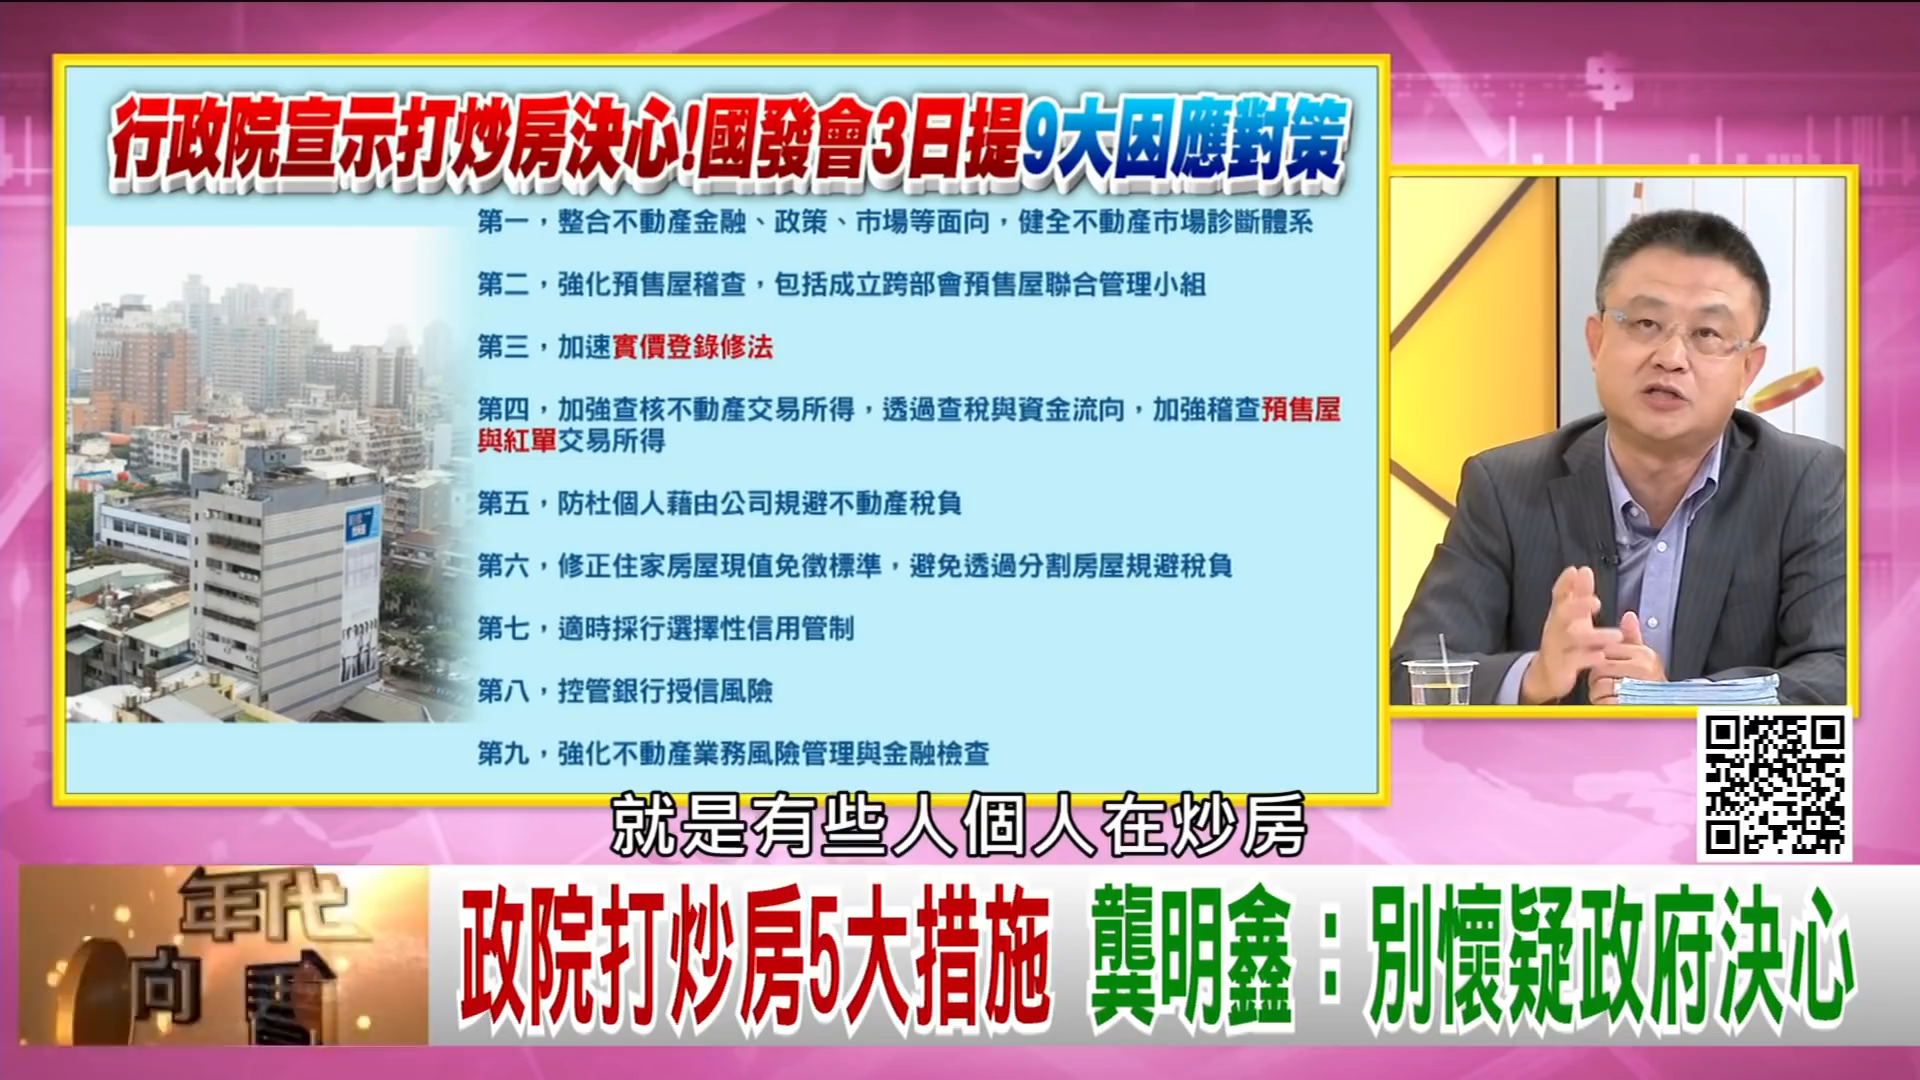 行政院宣示打炒房決心!國發會3日提9大因應對策
第一，整合不動產金融、政策、市場等面向，健全不動產市場診斷體系
第二，強化預售屋稽查，包括成立跨部會預售屋聯合管理小組
第三，加速實價登錄修法
第四，加強查核不動產交易所得，透過查稅與資金流向，加強稽查預售屋
與紅單交易所得
第五，防杜個人藉由公司規避不動產稅負
第六，修正住家房屋現值免徵標準，避免透過分割房屋規避稅負
第七，適時採行選擇性信用管制
第八，控管銀行授信風險
第九，強化不動產業務風險管理與金融檢查
就是有些人個人在炒房
年代
向
政院打炒房5大措施 龔明鑫：別懷疑政府決心